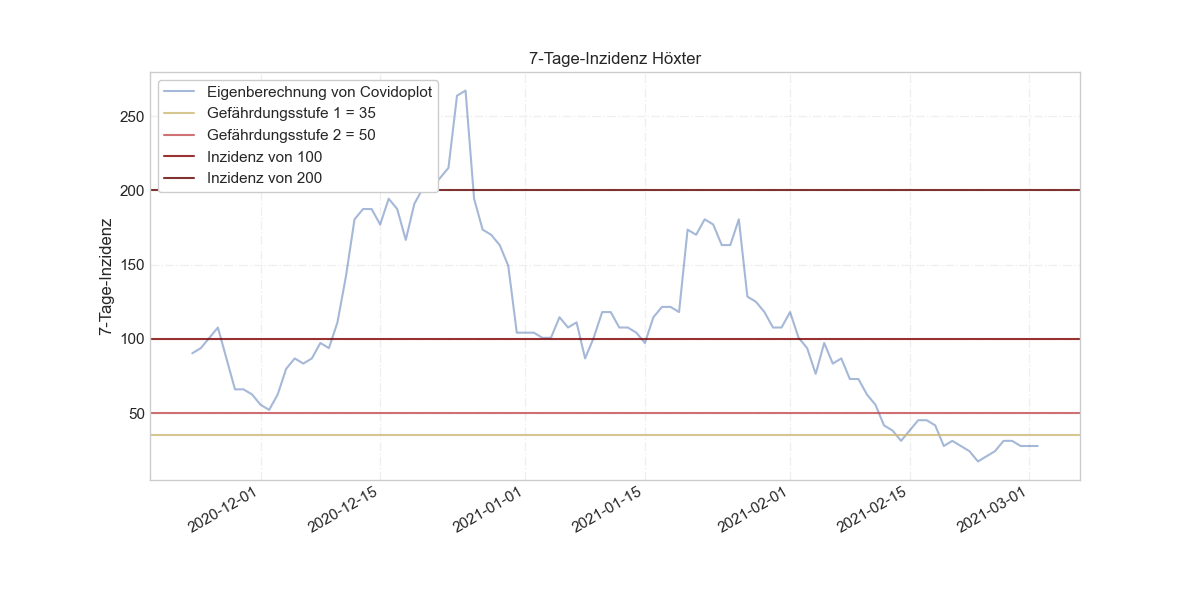 7-Tage-Inzidenz Höxter
Eigenberechnung von Covidoplot
Gefährdungsstufe 1 = 35
Gefährdungsstufe 2 = 50
Inzidenz von 100
Inzidenz von 200
7-Tage-Inzidenz
250
200
150
100
50
2020-12-01
2020-12-15
2021-01-01
2021-01-15
2021-02-01
2021-02-15
2021-03-01